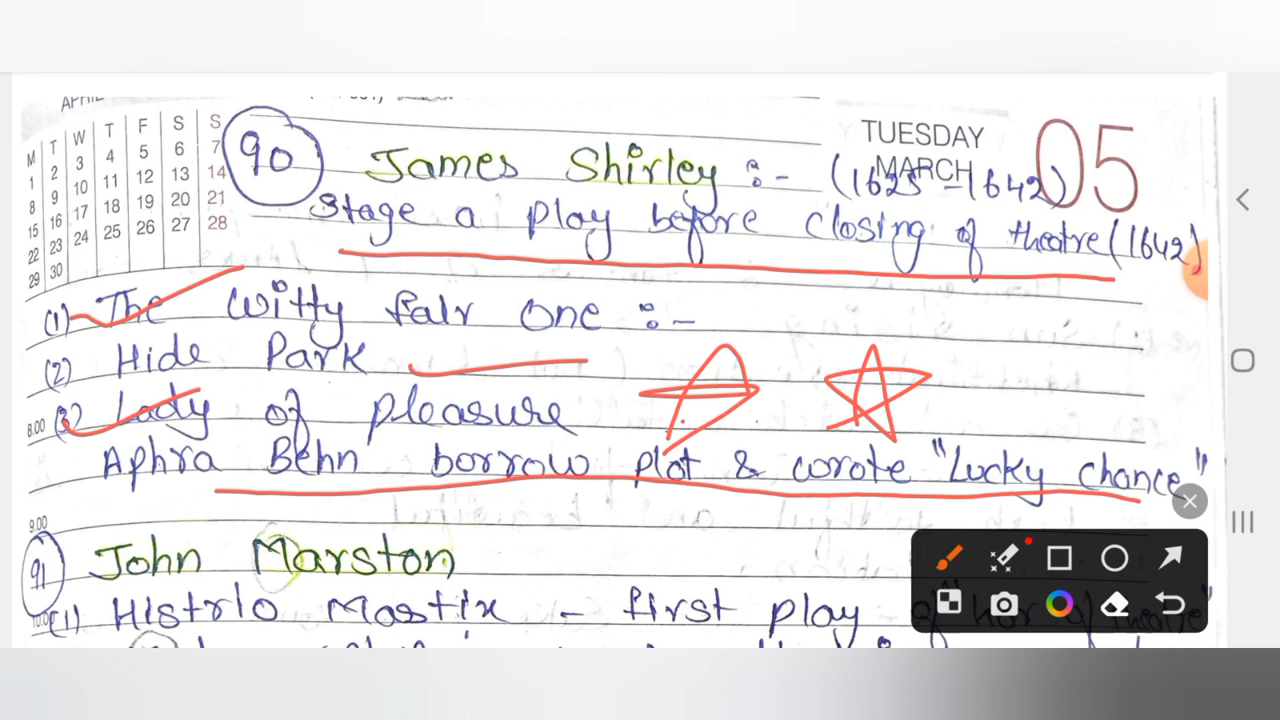 APRIL
M T W T F S S
1 2 3 4 5 6 7
8 9 10 11 12 13 14
15 16 17 18 19 20 21
22 23 24 25 26 27 28
29 30
TUESDAY
MARCH 05
90 James Shirley :- (1625-1642)
Stage a play before closing of theatre (1642)
(1) The Witty fair One :-
(2) Hide Park
8.00 (3) Lady of pleasure
Aphra Behn borrow plot & wrote "Lucky chance"
9.00
91 John Marston
10.00 (1) Histrio Mastix - first play of